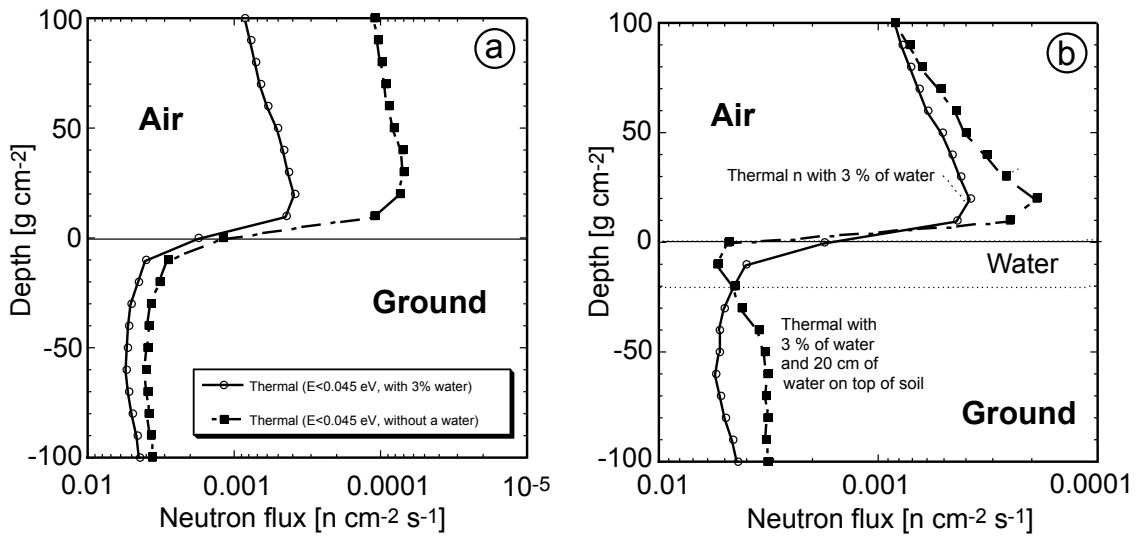 100
50
0
-50
-100
Depth [g cm-2]
a
Air
Ground
Thermal (E<0.045 eV, with 3% water)
Thermal (E<0.045 eV, without a water)
0.01
0.001
0.0001
10-5
Neutron flux [n cm-2 s-1]
100
50
0
-50
-100
Depth [g cm-2]
b
Air
Thermal n with 3 % of water
Water
Thermal with
3 % of water
and 20 cm of
water on top of soil
Ground
0.01
0.001
0.0001
Neutron flux [n cm-2 s-1]